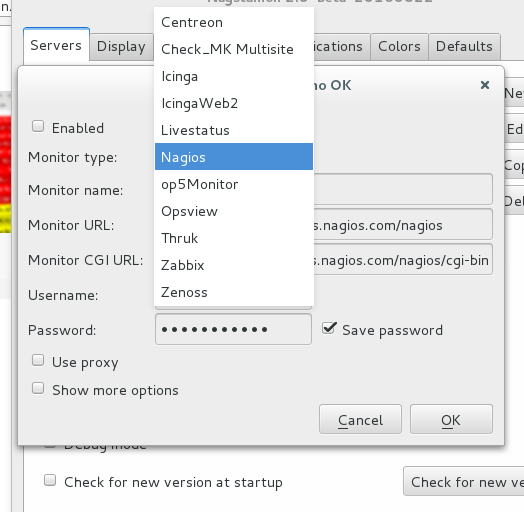 Nagstamon 2.0
Servers Display ications Colors Defaults
Centreon
Check_MK Multisite
Icinga
IcingaWeb2
Livestatus
Nagios
op5Monitor
Opsview
Thruk
Zabbix
Zenoss
no OK
Enabled
Monitor type:
Monitor name:
Monitor URL: s.nagios.com/nagios
Monitor CGI URL: s.nagios.com/nagios/cgi-bin
Username:
Password: ●●●●●●●●●●● Save password
Use proxy
Show more options
Cancel OK
Ne
Ed
Cop
Del
Debug mode
Check for new version at startup Check for new ve